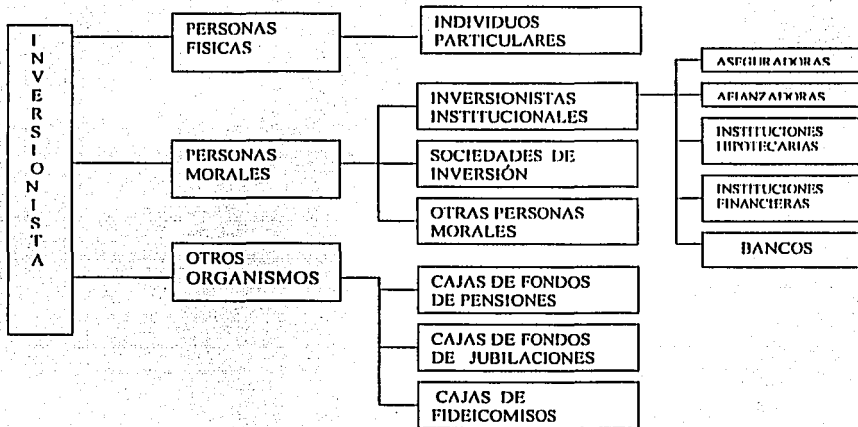 INVERSIONISTA
PERSONAS
FISICAS
INDIVIDUOS
PARTICULARES
PERSONAS
MORALES
INVERSIONISTAS
INSTITUCIONALES
SOCIEDADES DE
INVERSIÓN
OTRAS PERSONAS
MORALES
ASEGURADORAS
AFIANZADORAS
INSTITUCIONES
HIPOTECARIAS
INSTITUCIONES
FINANCIERAS
BANCOS
OTROS
ORGANISMOS
CAJAS DE FONDOS
DE PENSIONES
CAJAS DE FONDOS
DE JUBILACIONES
CAJAS DE
FIDEICOMISOS